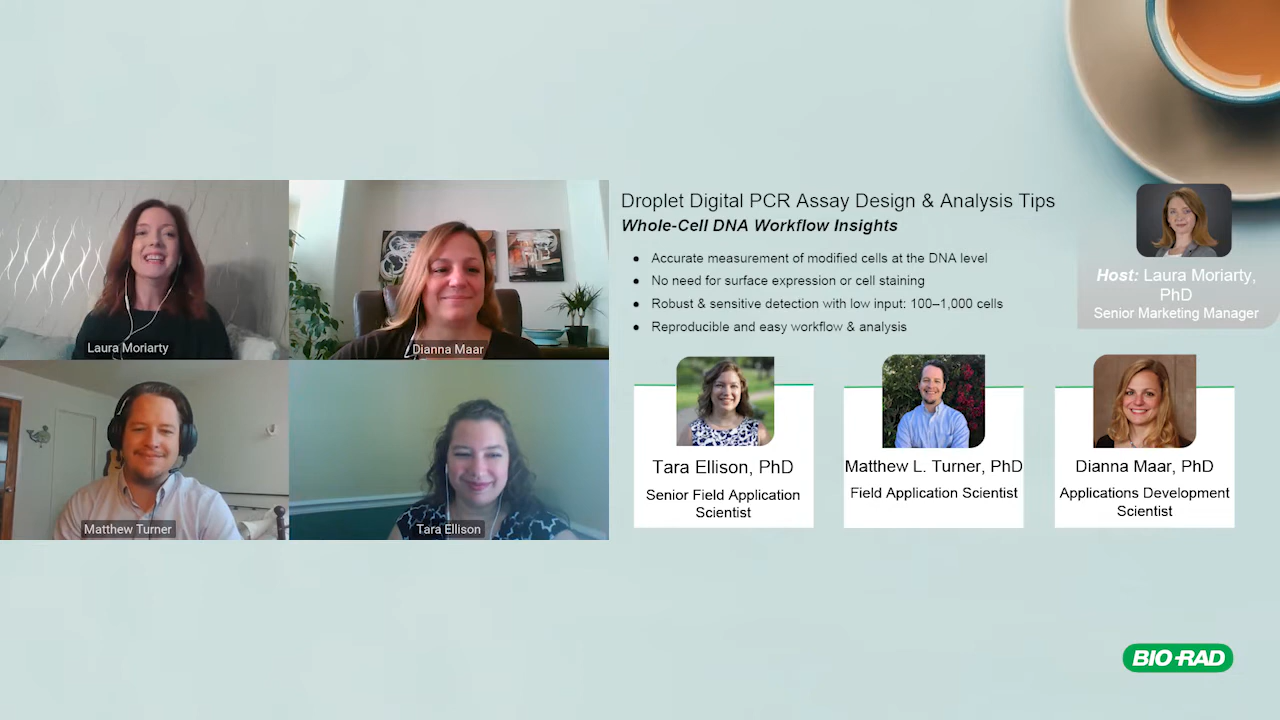 Laura Moriarty
Dianna Maar
Matthew Turner
Tara Ellison
Droplet Digital PCR Assay Design & Analysis Tips
Whole-Cell DNA Workflow Insights
● Accurate measurement of modified cells at the DNA level
● No need for surface expression or cell staining
● Robust & sensitive detection with low input: 100–1,000 cells
● Reproducible and easy workflow & analysis
Host: Laura Moriarty,
PhD
Senior Marketing Manager
Tara Ellison, PhD
Senior Field Application
Scientist
Matthew L. Turner, PhD
Field Application Scientist
Dianna Maar, PhD
Applications Development
Scientist
BIO-RAD